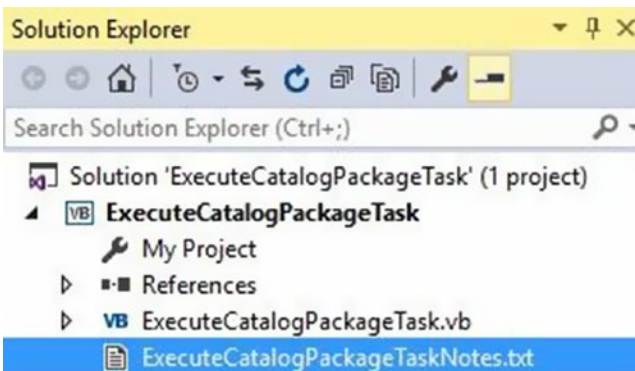 Solution Explorer
Search Solution Explorer (Ctrl+;)
Solution 'ExecuteCatalogPackageTask' (1 project)
VB ExecuteCatalogPackageTask
My Project
References
VB ExecuteCatalogPackageTask.vb
ExecuteCatalogPackageTaskNotes.txt